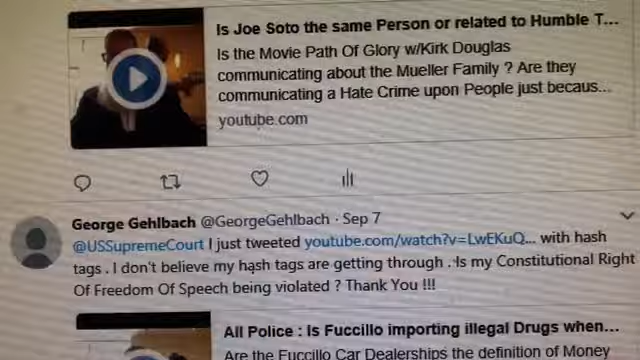 Is Joe Soto the same Person or related to Humble T...
Is the Movie Path Of Glory w/Kirk Douglas
communicating about the Mueller Family ? Are they
communicating a Hate Crime upon People just becaus...
youtube.com
George Gehlbach @GeorgeGehlbach · Sep 7
@USSupremeCourt I just tweeted youtube.com/watch?v=LwEKuQ... with hash
tags . I don't believe my hash tags are getting through . Is my Constitutional Right
Of Freedom Of Speech being violated ? Thank You !!!
All Police : Is Fuccillo importing illegal Drugs when...
Are the Fuccillo Car Dealerships the definition of Money